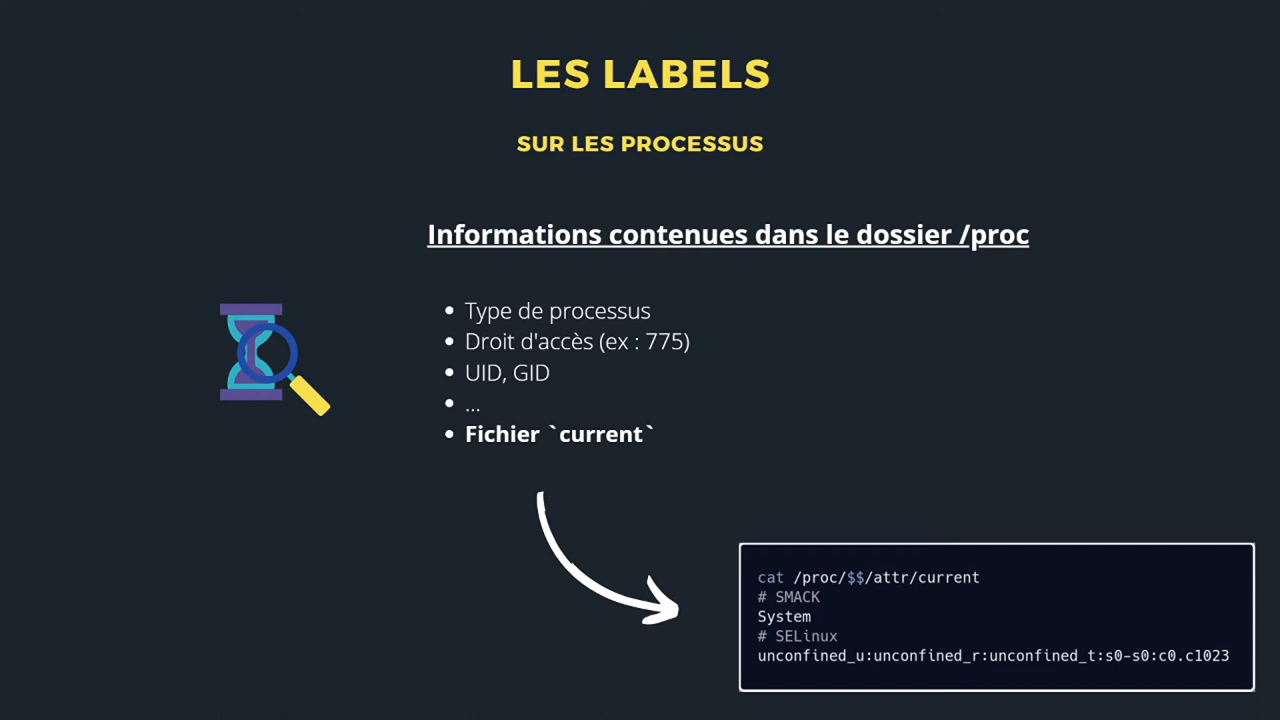 LES LABELS
SUR LES PROCESSUS
Informations contenues dans le dossier /proc
• Type de processus
• Droit d'accès (ex : 775)
• UID, GID
• ...
• Fichier `current`
cat /proc/$$/attr/current
# SMACK
System
# SELinux
unconfined_u:unconfined_r:unconfined_t:s0-s0:c0.c1023